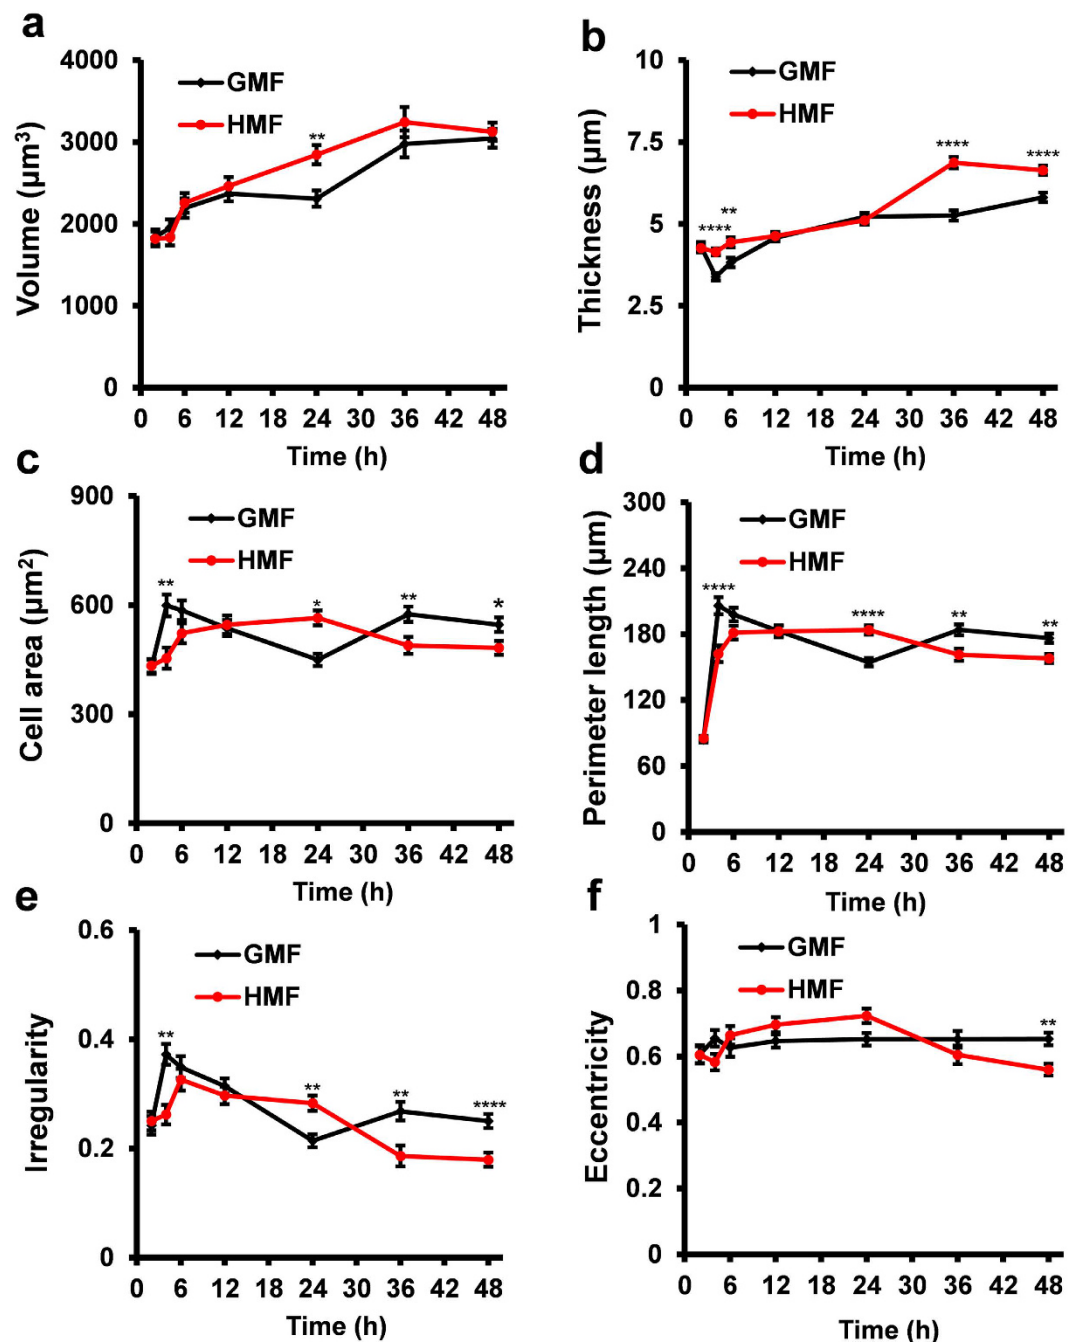 a
4000
3000
2000
1000
0
Volume (µm³)
GMF
HMF
**
0 6 12 18 24 30 36 42 48
Time (h)
b
10
7.5
5
2.5
0
Thickness (µm)
GMF
HMF
**** ** **** ****
0 6 12 18 24 30 36 42 48
Time (h)
c
900
600
300
0
Cell area (µm²)
GMF
HMF
** * ** *
0 6 12 24 36 42 48
Time (h)
d
300
240
180
120
60
0
Perimeter length (µm)
GMF
HMF
**** **** ** **
0 6 12 18 24 30 36 42 48
Time (h)
e
0.6
0.4
0.2
0
Irregularity
GMF
HMF
** ** ** ****
0 6 12 18 24 30 36 42 48
Time (h)
f
1
0.8
0.6
0.4
0.2
0
Eccentricity
GMF
HMF
**
0 6 12 18 24 30 36 42 48
Time (h)